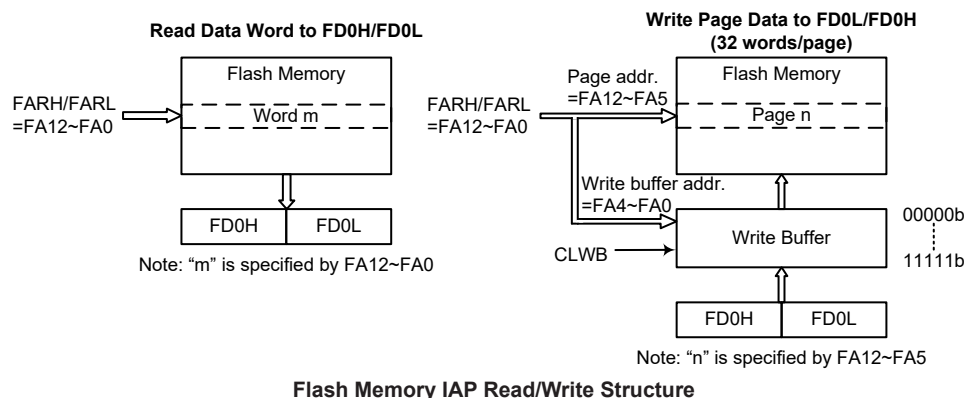 Read Data Word to FD0H/FD0L
Flash Memory
FARH/FARL
=FA12~FA0
Word m
FD0H FD0L
Note: “m” is specified by FA12~FA0
Write Page Data to FD0L/FD0H
(32 words/page)
Flash Memory
Page addr.
=FA12~FA5
FARH/FARL
=FA12~FA0
Page n
Write buffer addr.
=FA4~FA0
Write Buffer
00000b
11111b
CLWB
FD0H FD0L
Note: “n” is specified by FA12~FA5
Flash Memory IAP Read/Write Structure